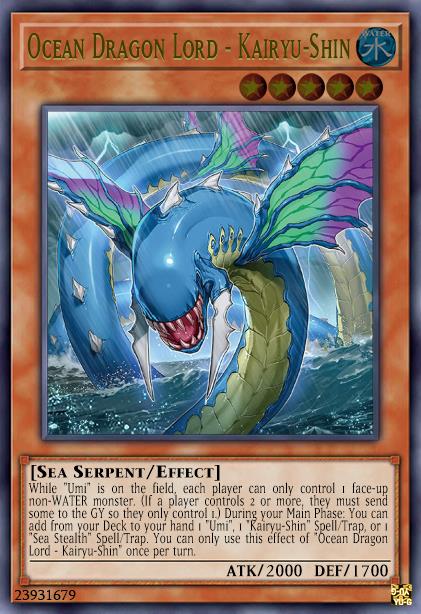 Ocean Dragon Lord - Kairyu-Shin
WATER
水
[Sea Serpent/Effect]
While "Umi" is on the field, each player can only control 1 face-up
non-WATER monster. (If a player controls 2 or more, they must send
some to the GY so they only control 1.) During your Main Phase: You can
add from your Deck to your hand 1 "Umi", 1 "Kairyu-Shin" Spell/Trap, or 1
"Sea Stealth" Spell/Trap. You can only use this effect of "Ocean Dragon
Lord - Kairyu-Shin" once per turn.
ATK/2000 DEF/1700
23931679